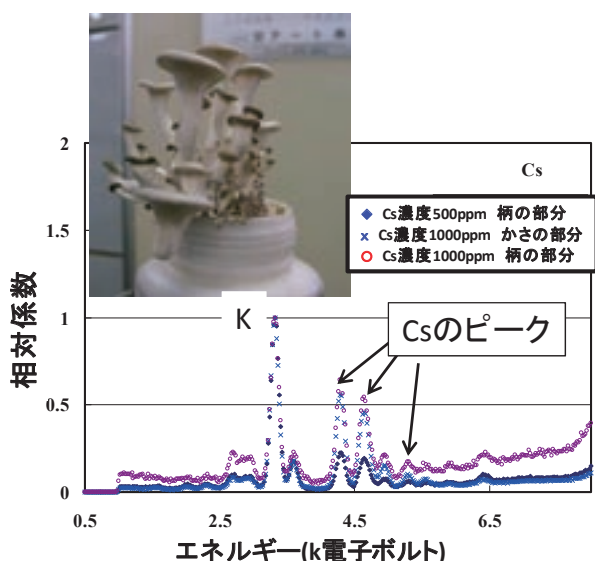 2
Cs
◆ Cs濃度500ppm 柄の部分
× Cs濃度1000ppm かさの部分
○ Cs濃度1000ppm 柄の部分
1.5
K
Csのピーク
1
相対係数
0.5
0
0.5 2.5 4.5 6.5
エネルギー(k電子ボルト)